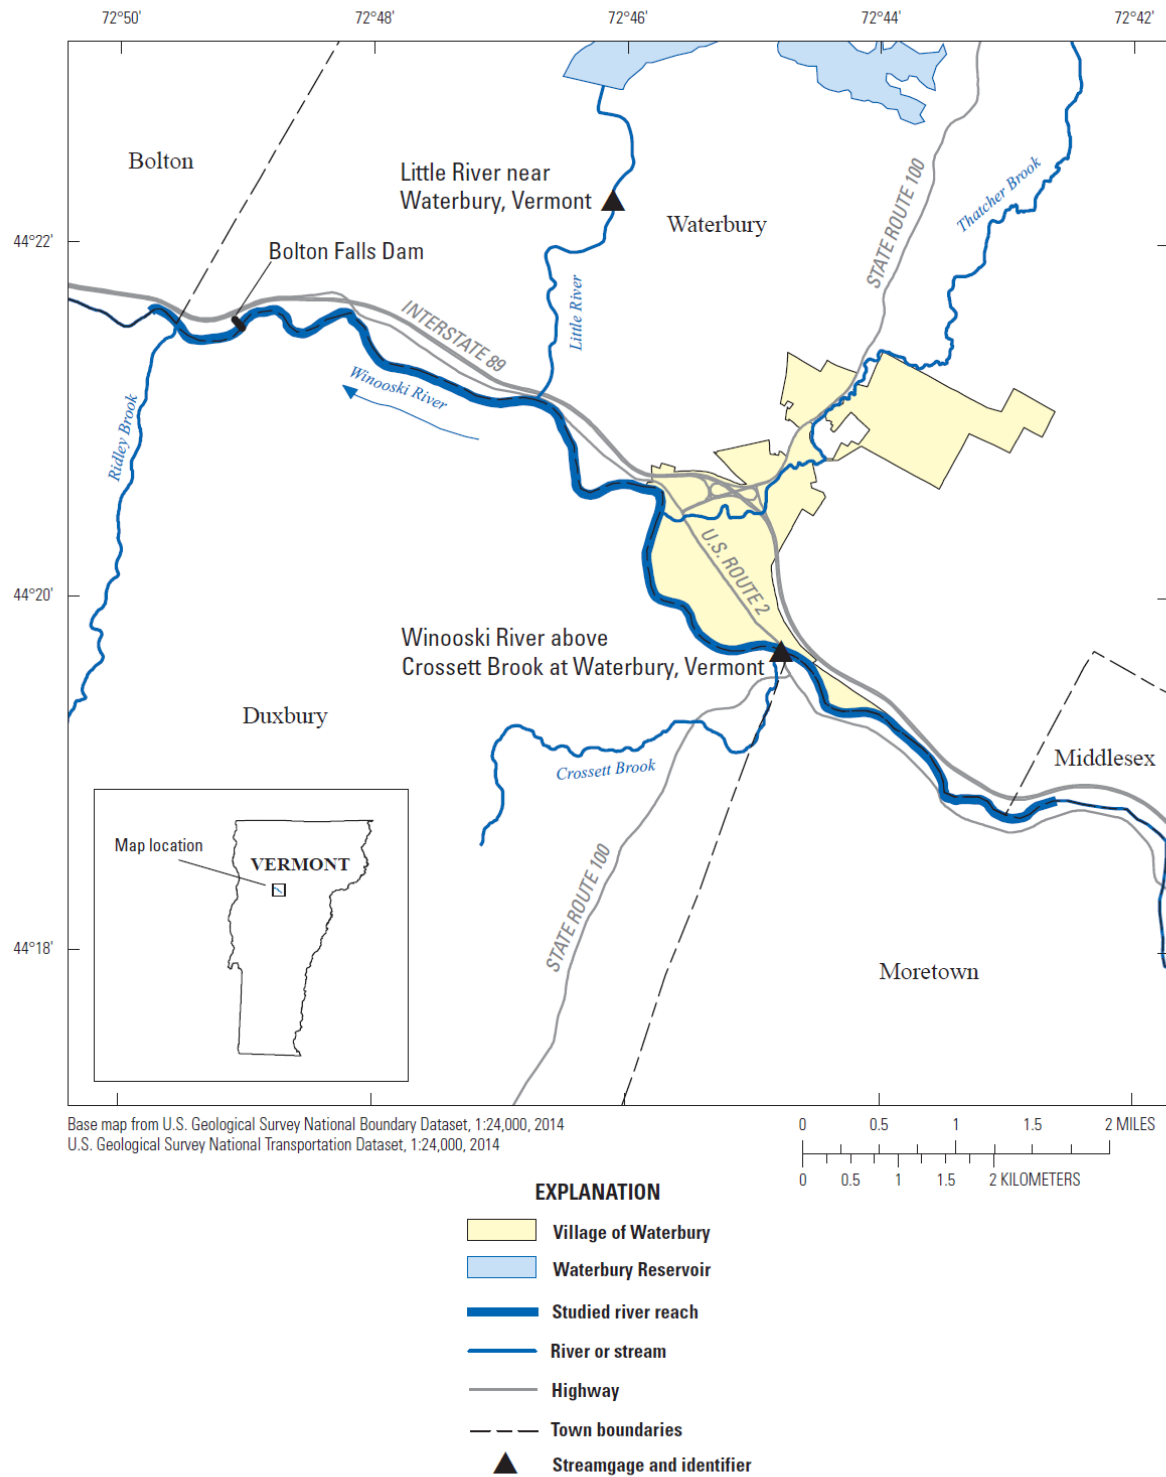 72°50'
72°48'
72°46'
72°44'
72°42'
Bolton
Little River near
Waterbury, Vermont
Waterbury
STATE ROUTE 100
Thatcher Brook
44°22'
Bolton Falls Dam
INTERSTATE 89
Little River
Winooski River
Ridley Brook
U.S. ROUTE 2
44°20'
Winooski River above
Crossett Brook at Waterbury, Vermont
Duxbury
Crossett Brook
Middlesex
Map location
VERMONT
STATE ROUTE 100
44°18'
Moretown
Base map from U.S. Geological Survey National Boundary Dataset, 1:24,000, 2014
U.S. Geological Survey National Transportation Dataset, 1:24,000, 2014
0 0.5 1 1.5 2 MILES
0 0.5 1 1.5 2 KILOMETERS
EXPLANATION
Village of Waterbury
Waterbury Reservoir
Studied river reach
River or stream
Highway
Town boundaries
Streamgage and identifier